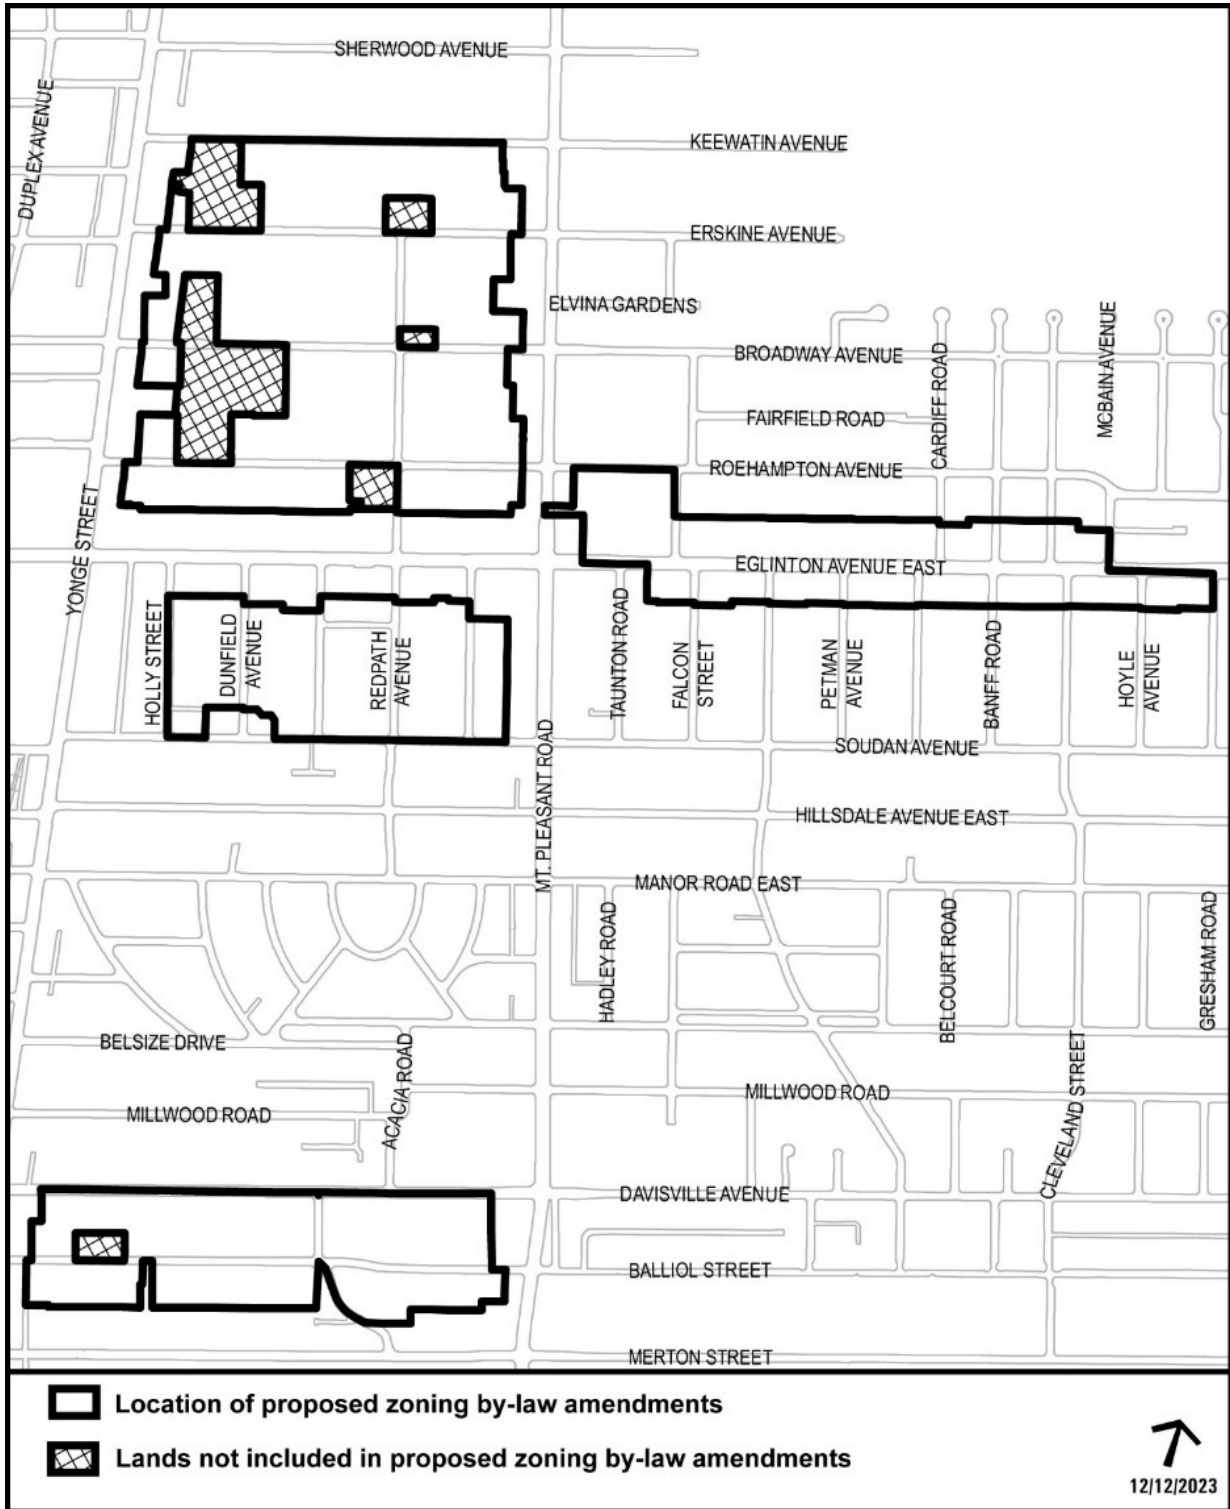 SHERWOOD AVENUE
DUPLEX AVENUE
KEEWATIN AVENUE
ERSKINE AVENUE
ELVINA GARDENS
BROADWAY AVENUE
CARDIFF ROAD
MCBAIN AVENUE
FAIRFIELD ROAD
ROEHAMPTON AVENUE
YONGE STREET
EGLINTON AVENUE EAST
HOLLY STREET
DUNFIELD
AVENUE
REDPATH
AVENUE
TAUNTON ROAD
FALCON
STREET
PETMAN
AVENUE
BANFF ROAD
HOYLE
AVENUE
SOUDAN AVENUE
MT. PLEASANT ROAD
HILLSDALE AVENUE EAST
MANOR ROAD EAST
HADLEY ROAD
BELCOURT ROAD
GRESHAM ROAD
BELSIZE DRIVE
ACACIA ROAD
CLEVELAND STREET
MILLWOOD ROAD
MILLWOOD ROAD
DAVISVILLE AVENUE
BALLIOL STREET
MERTON STREET
Location of proposed zoning by-law amendments
Lands not included in proposed zoning by-law amendments
12/12/2023